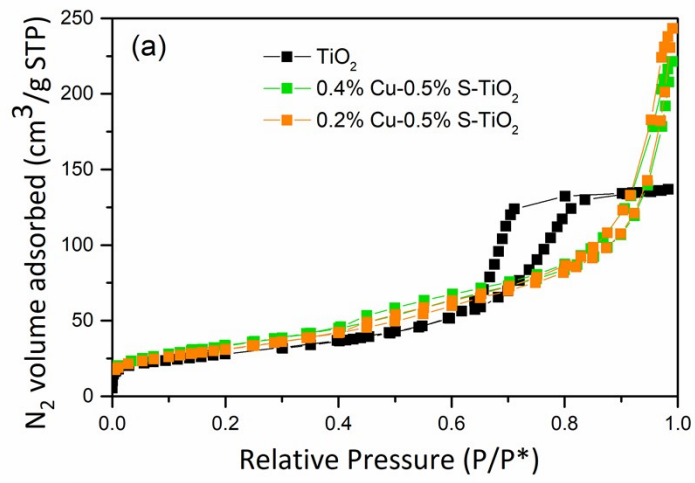 (a)
TiO₂
0.4% Cu-0.5% S-TiO₂
0.2% Cu-0.5% S-TiO₂
N₂ volume adsorbed (cm³/g STP)
250
200
150
100
50
0
0.0 0.2 0.4 0.6 0.8 1.0
Relative Pressure (P/P*)